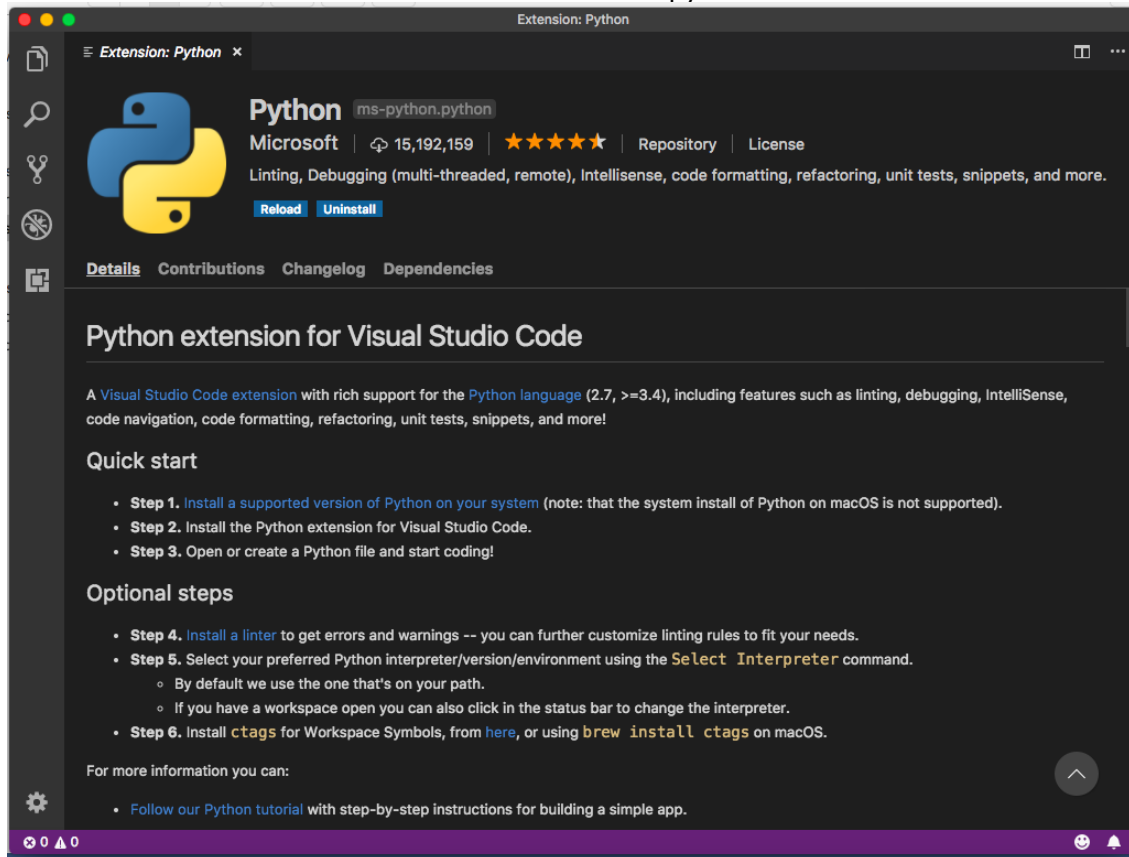 Extension: Python
Extension: Python ×
Python ms-python.python
Microsoft 15,192,159 Repository License
Linting, Debugging (multi-threaded, remote), Intellisense, code formatting, refactoring, unit tests, snippets, and more.
Reload Uninstall
Details Contributions Changelog Dependencies
Python extension for Visual Studio Code
A Visual Studio Code extension with rich support for the Python language (2.7, >=3.4), including features such as linting, debugging, IntelliSense,
code navigation, code formatting, refactoring, unit tests, snippets, and more!
Quick start
• Step 1. Install a supported version of Python on your system (note: that the system install of Python on macOS is not supported).
• Step 2. Install the Python extension for Visual Studio Code.
• Step 3. Open or create a Python file and start coding!
Optional steps
• Step 4. Install a linter to get errors and warnings -- you can further customize linting rules to fit your needs.
• Step 5. Select your preferred Python interpreter/version/environment using the Select Interpreter command.
◦ By default we use the one that's on your path.
◦ If you have a workspace open you can also click in the status bar to change the interpreter.
• Step 6. Install ctags for Workspace Symbols, from here, or using brew install ctags on macOS.
For more information you can:
• Follow our Python tutorial with step-by-step instructions for building a simple app.
0 0